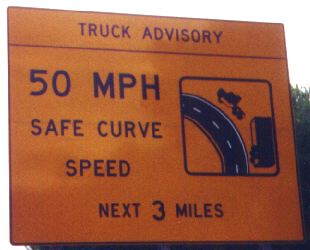 TRUCK ADVISORY
50 MPH
SAFE CURVE
SPEED
NEXT 3 MILES